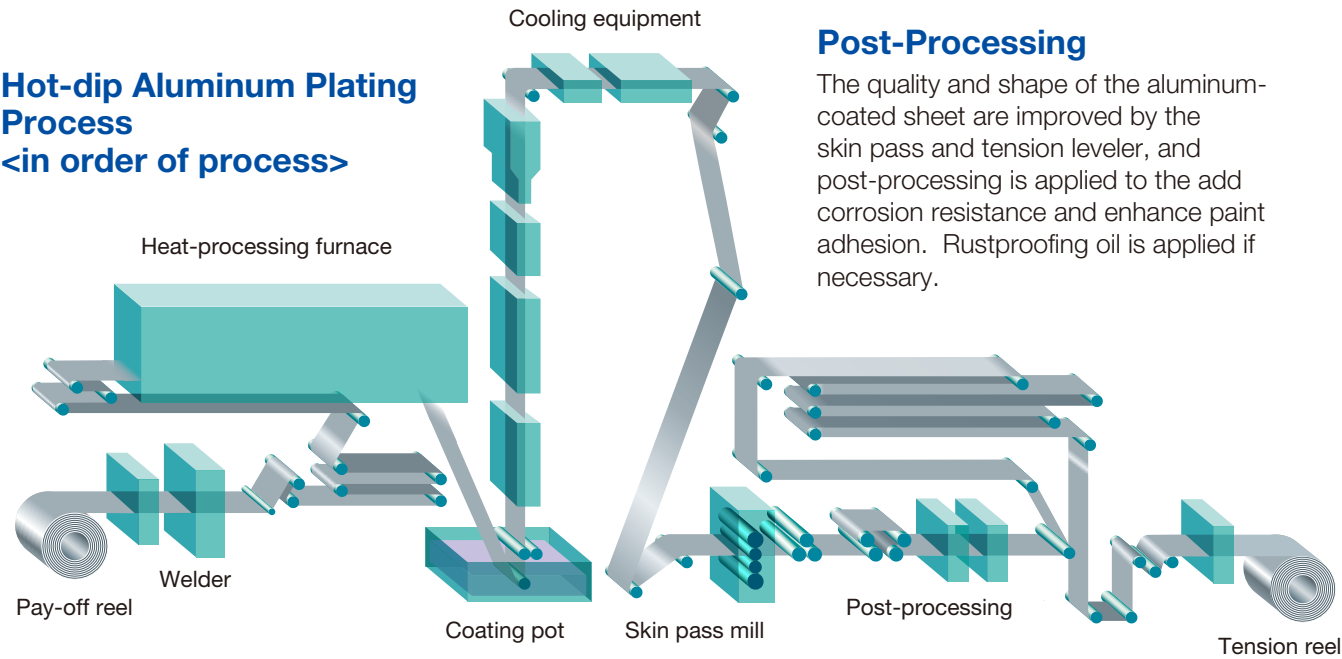 Hot-dip Aluminum Plating
Process
<in order of process>
Cooling equipment
Post-Processing
The quality and shape of the aluminum-
coated sheet are improved by the
skin pass and tension leveler, and
post-processing is applied to the add
corrosion resistance and enhance paint
adhesion.  Rustproofing oil is applied if
necessary.
Heat-processing furnace
Welder
Pay-off reel
Coating pot
Skin pass mill
Post-processing
Tension reel